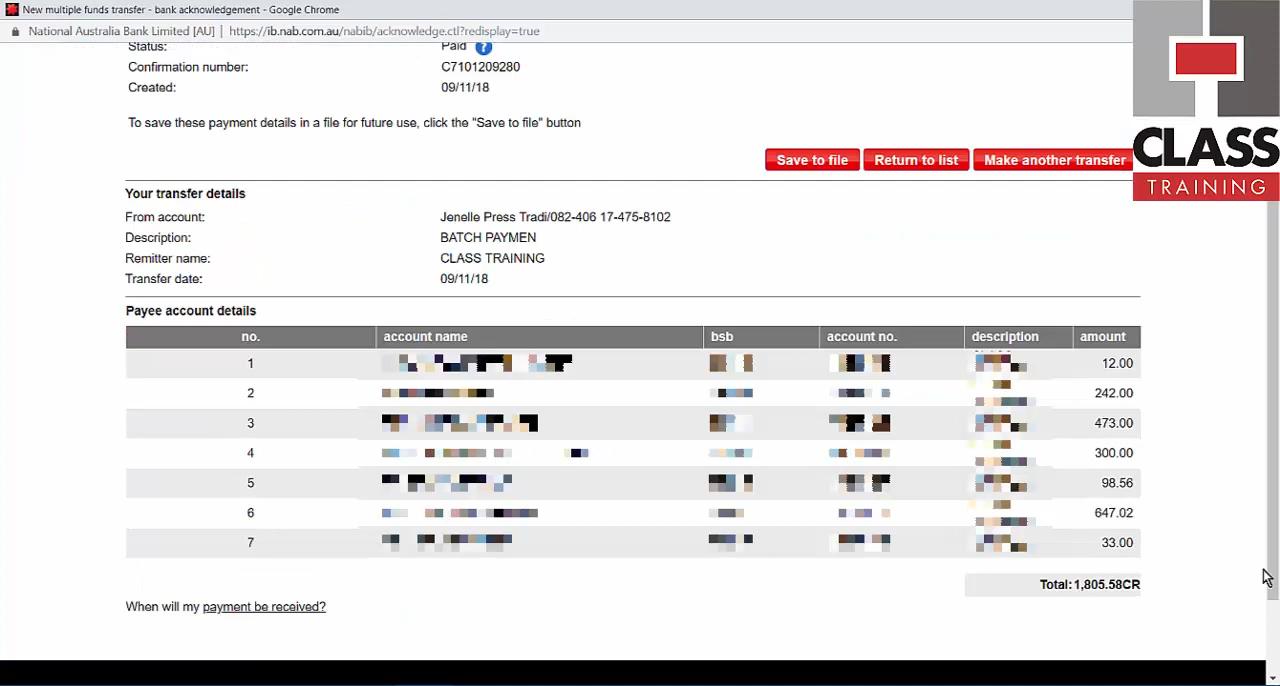 New multiple funds transfer - bank acknowledgement - Google Chrome
National Australia Bank Limited [AU] | https://ib.nab.com.au/nabib/acknowledge.ctl?redisplay=true
Status: Paid ?
Confirmation number: C7101209280
Created: 09/11/18
To save these payment details in a file for future use, click the "Save to file" button
Save to file Return to list Make another transfer
CLASS
TRAINING
Your transfer details
From account: Jenelle Press Tradi/082-406 17-475-8102
Description: BATCH PAYMEN
Remitter name: CLASS TRAINING
Transfer date: 09/11/18
Payee account details
no. account name bsb account no. description amount
1 12.00
2 242.00
3 473.00
4 300.00
5 98.56
6 647.02
7 33.00
Total:1,805.58CR
When will my payment be received?